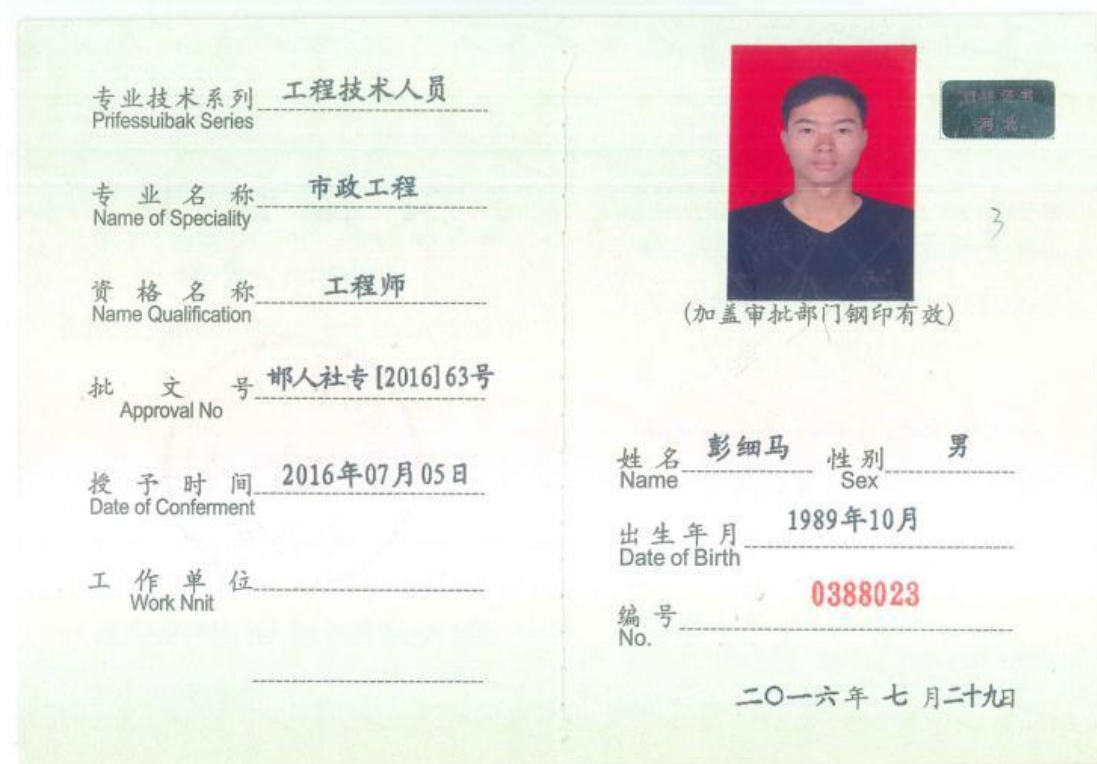 专业技术系列 工程技术人员
Prifessuibak Series
专业名称 市政工程
Name of Speciality
资格名称 工程师
Name Qualification
批文号 邯人社专[2016]63号
Approval No
授予时间 2016年07月05日
Date of Conferment
工作单位
Work Nnit
河北
3
(加盖审批部门钢印有效)
姓名 彭细马 性别 男
Name Sex
出生年月 1989年10月
Date of Birth
编号 0388023
No.
二〇一六年七月二十九日